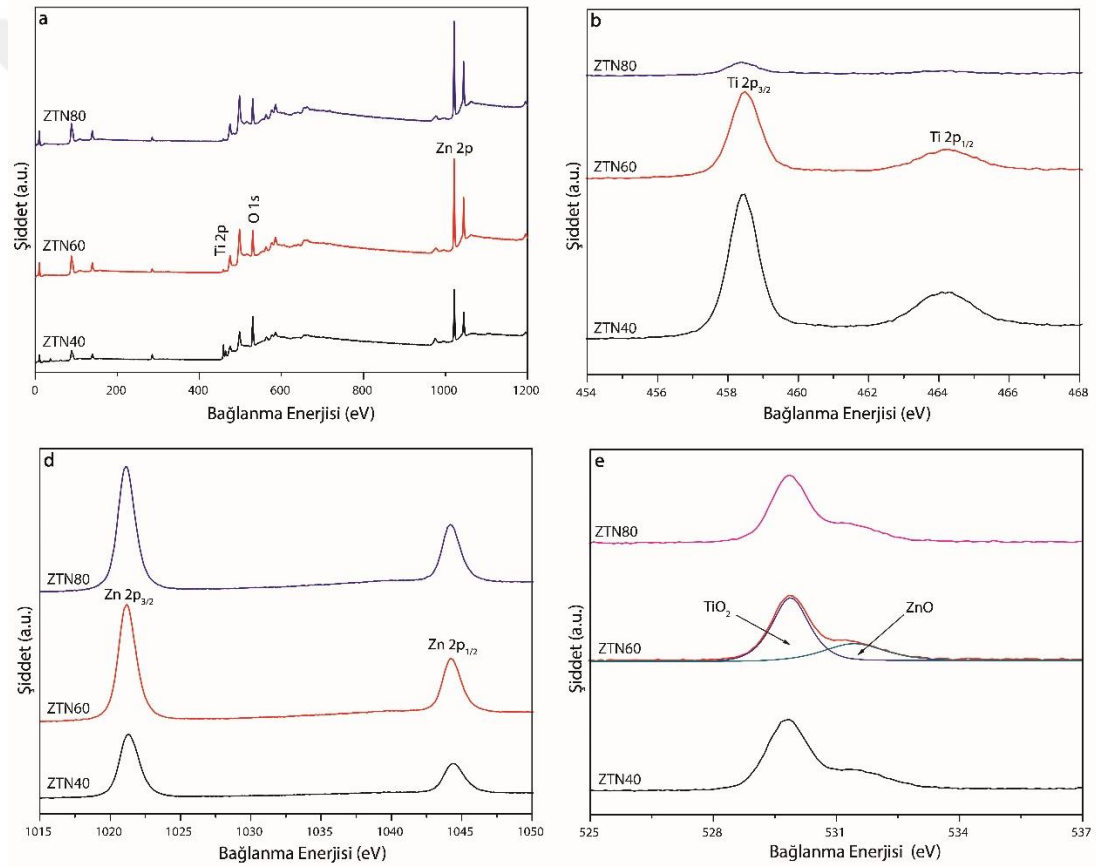 a
ZTN80
Zn 2p
ZTN60
Ti 2p
O 1s
ZTN40
Şiddet (a.u.)
0 200 400 600 800 1000 1200
Bağlanma Enerjisi (eV)
b
ZTN80
Ti 2p3/2
Ti 2p1/2
ZTN60
ZTN40
Şiddet (a.u.)
454 456 458 460 462 464 466 468
Bağlanma Enerjisi (eV)
d
ZTN80
Zn 2p3/2
Zn 2p1/2
ZTN60
ZTN40
Şiddet (a.u.)
1015 1020 1025 1030 1035 1040 1045 1050
Bağlanma Enerjisi (eV)
e
ZTN80
TiO2
ZnO
ZTN60
ZTN40
Şiddet (a.u.)
525 528 531 534 537
Bağlanma Enerjisi (eV)